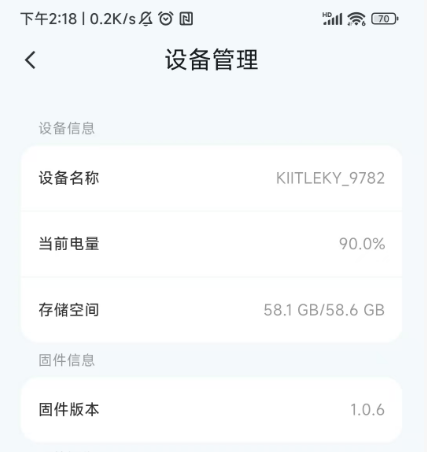 下午2:18 | 0.2K/s
HD 70
设备管理
设备信息
设备名称 KIITLEKY_9782
当前电量 90.0%
存储空间 58.1 GB/58.6 GB
固件信息
固件版本 1.0.6